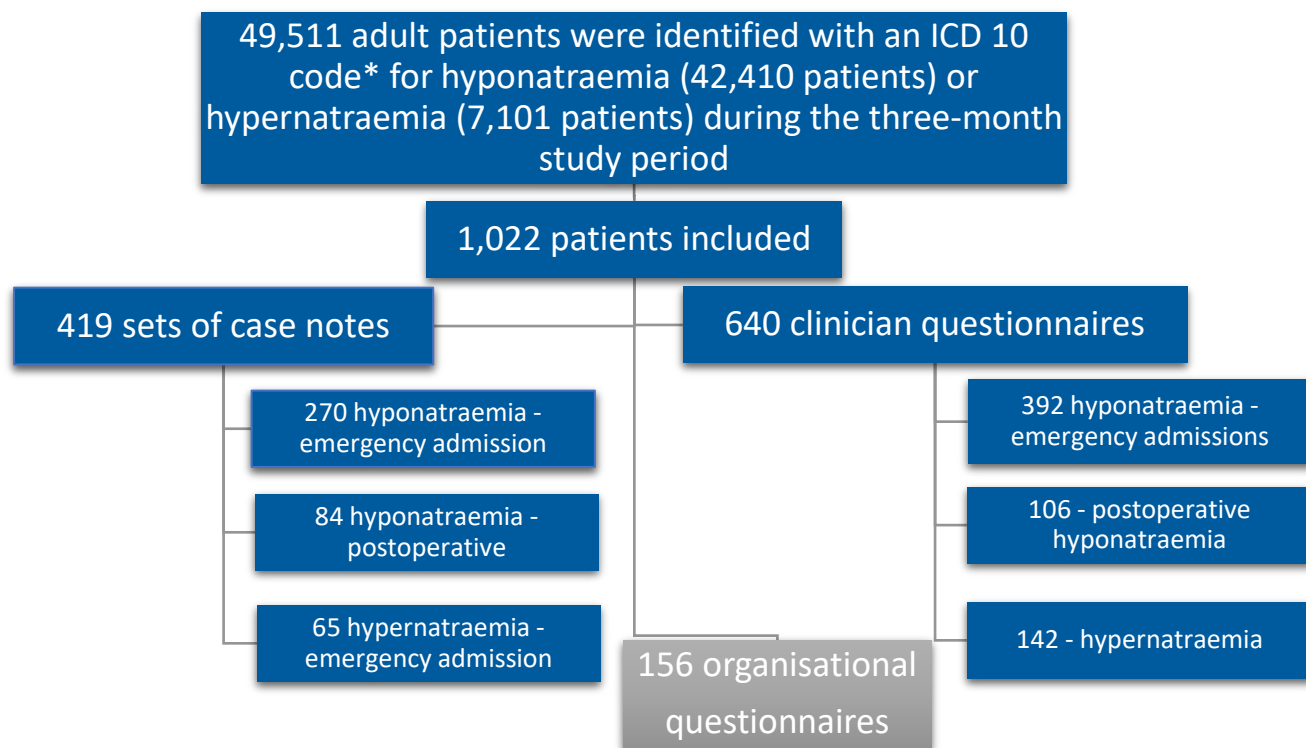 49,511 adult patients were identified with an ICD 10
code* for hyponatraemia (42,410 patients) or
hypernatraemia (7,101 patients) during the three-month
study period
1,022 patients included
419 sets of case notes
270 hyponatraemia -
emergency admission
84 hyponatraemia -
postoperative
65 hypernatraemia -
emergency admission
640 clinician questionnaires
392 hyponatraemia -
emergency admissions
106 - postoperative
hyponatraemia
142 - hypernatraemia
156 organisational
questionnaires